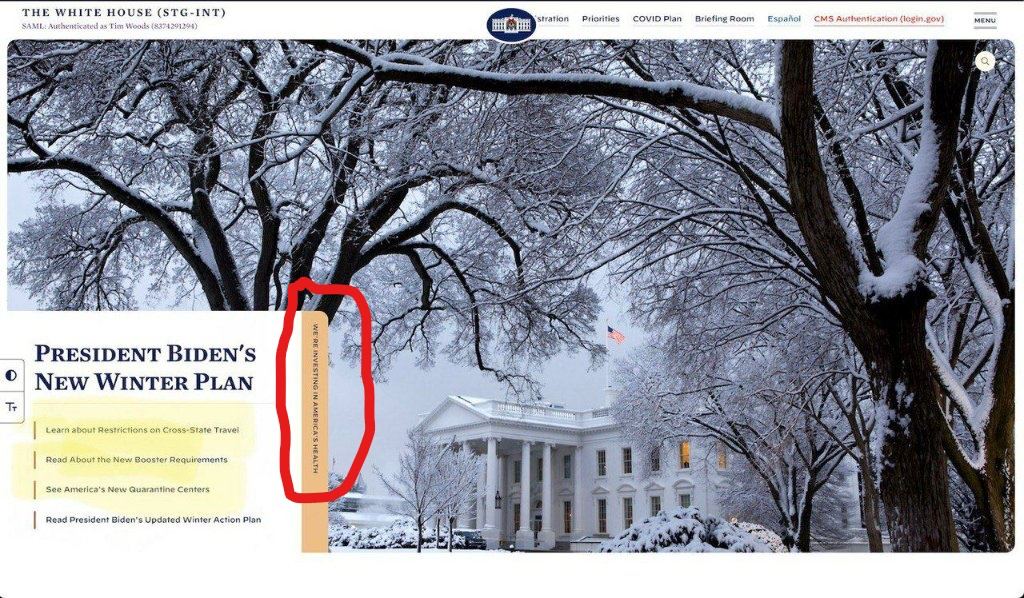 THE WHITE HOUSE (STG-INT)
SAML: Authenticated as Tim Woods (8374291294)
stration Priorities COVID Plan Briefing Room Español CMS Authentication (login.gov) MENU
PRESIDENT BIDEN'S
NEW WINTER PLAN
Learn about Restrictions on Cross-State Travel
Read About the New Booster Requirements
See America's New Quarantine Centers
Read President Biden's Updated Winter Action Plan
WE'RE INVESTING IN AMERICA'S HEALTH
TT